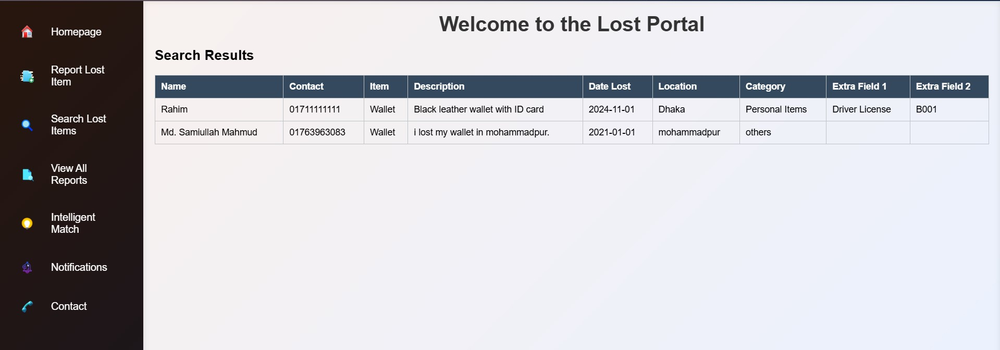 Homepage
Report Lost
Item
Search Lost
Items
View All
Reports
Intelligent
Match
Notifications
Contact
Welcome to the Lost Portal
Search Results
Name Contact Item Description Date Lost Location Category Extra Field 1 Extra Field 2
Rahim 01711111111 Wallet Black leather wallet with ID card 2024-11-01 Dhaka Personal Items Driver License B001
Md. Samiullah Mahmud 01763963083 Wallet i lost my wallet in mohammadpur. 2021-01-01 mohammadpur others